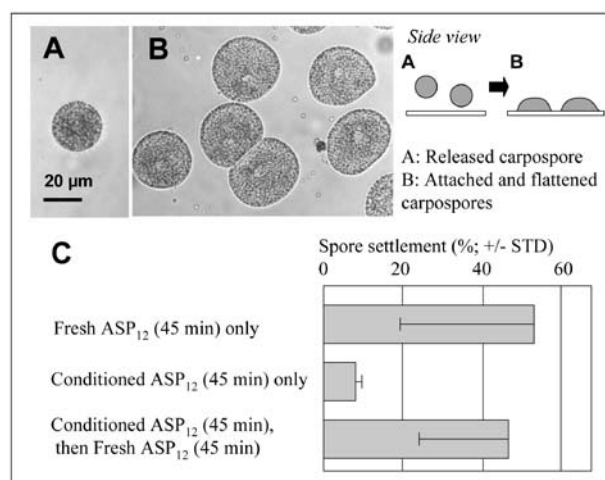 A
B
20 µm
Side view
A
B
A: Released carpospore
B: Attached and flattened
carpospores
C
Spore settlement (%; +/- STD)
0 20 40 60
Fresh ASP₁₂ (45 min) only
Conditioned ASP₁₂ (45 min) only
Conditioned ASP₁₂ (45 min),
then Fresh ASP₁₂ (45 min)